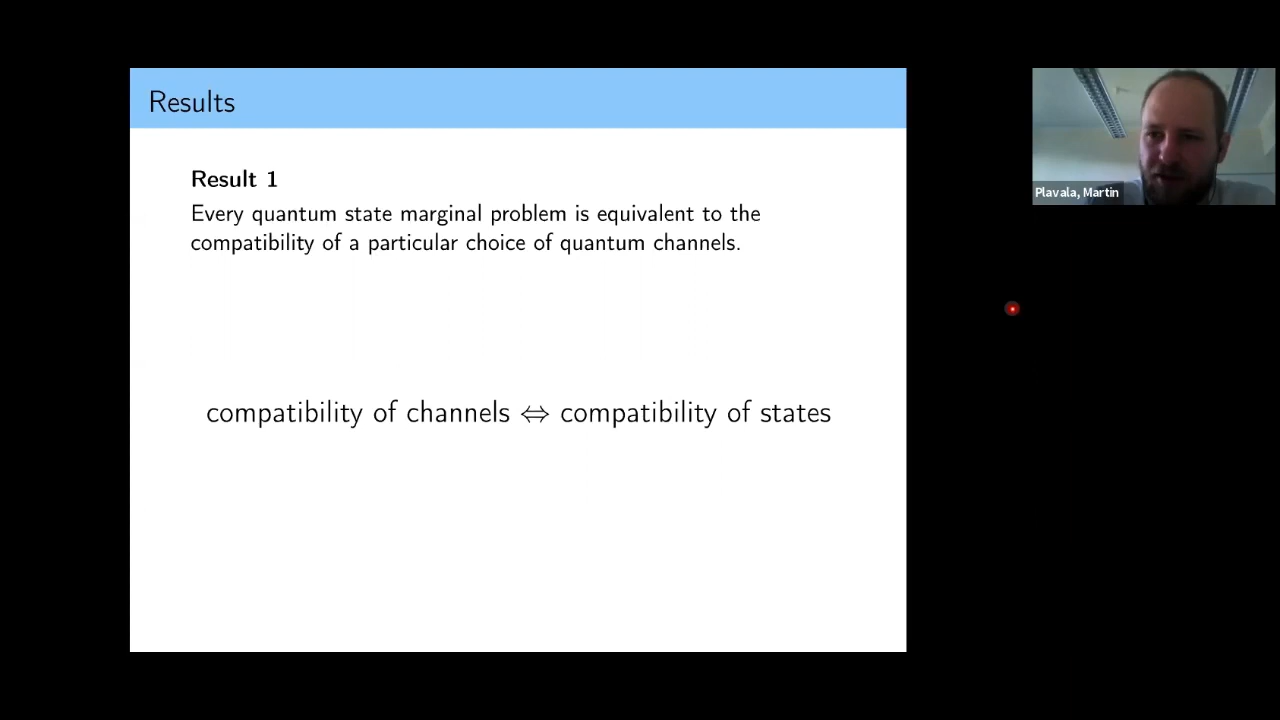 Results
Result 1
Every quantum state marginal problem is equivalent to the
compatibility of a particular choice of quantum channels.
compatibility of channels ⇔ compatibility of states
Plavala, Martin